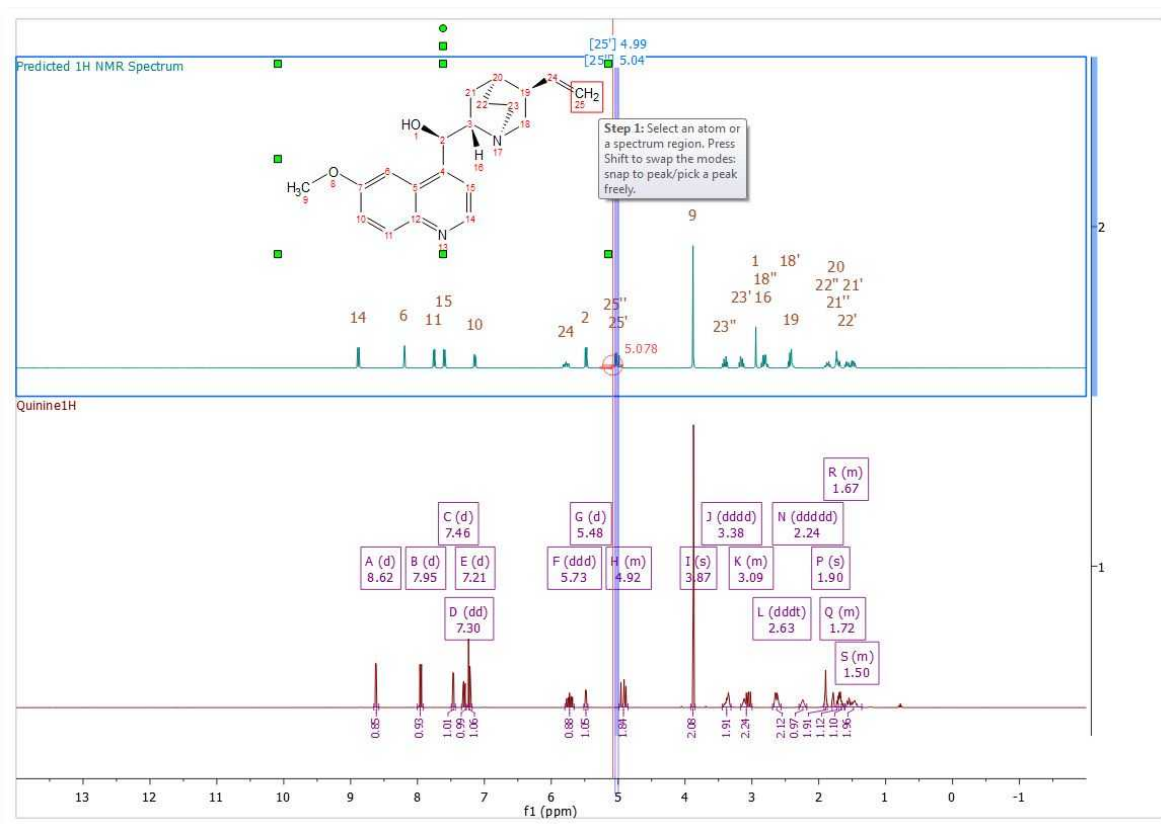 [25'] 4.99
[25''] 5.04
Predicted 1H NMR Spectrum
20
24
21
19
CH2
25
22
23
18
HO
1
3
2
N
17
H
16
4
O
8
H3C
9
7
6
5
15
10
12
14
11
N
13
Step 1: Select an atom or
a spectrum region. Press
Shift to swap the modes:
snap to peak/pick a peak
freely.
9
2
1
18'
20
18"
22" 21'
23' 16
21''
14
6
15
11
10
24
2
25''
25'
23"
19
22'
5.078
Quinine1H
R (m)
1.67
C (d)
7.46
G (d)
5.48
J (dddd)
3.38
N (ddddd)
2.24
A (d)
8.62
B (d)
7.95
E (d)
7.21
F (ddd)
5.73
H (m)
4.92
I (s)
3.87
K (m)
3.09
P (s)
1.90
1
D (dd)
7.30
L (dddt)
2.63
Q (m)
1.72
S (m)
1.50
0.85
0.93
1.01
0.99
1.06
0.88
1.05
1.84
2.08
1.91
2.24
2.12
0.97
1.91
1.12
1.10
1.96
13 12 11 10 9 8 7 6 5 4 3 2 1 0 -1
f1 (ppm)